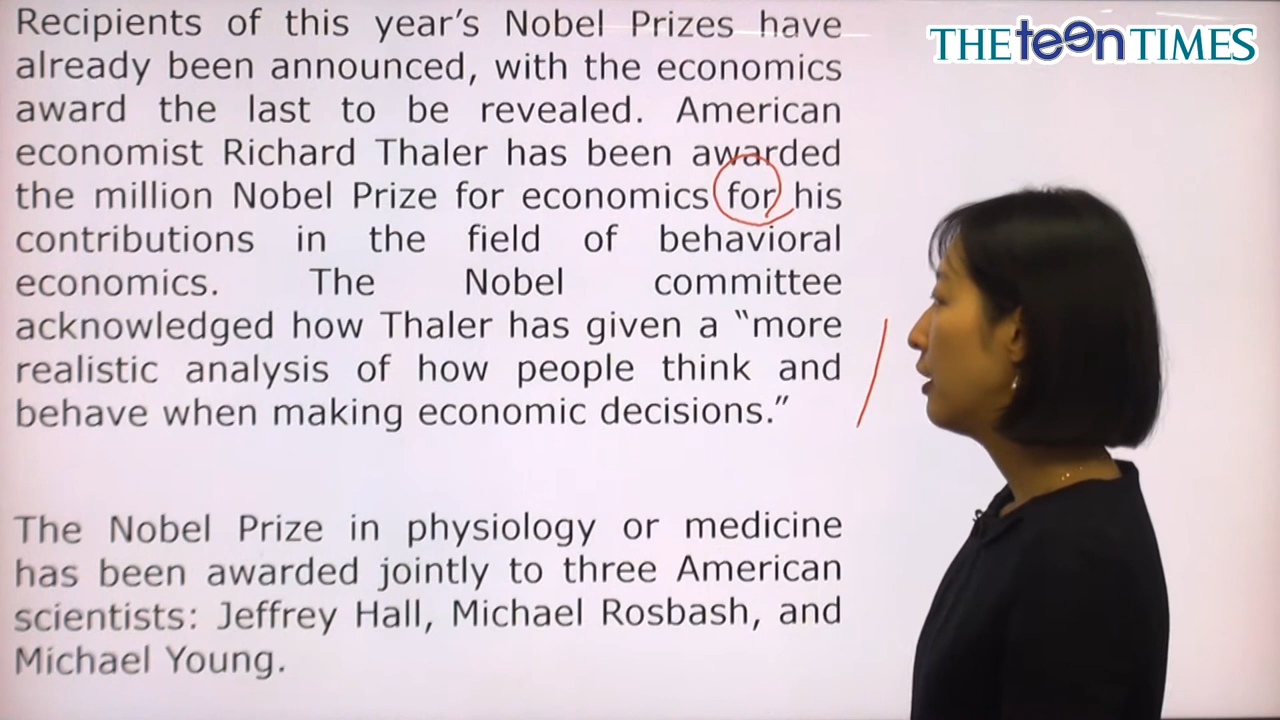 Recipients of this year’s Nobel Prizes have
already been announced, with the economics
award the last to be revealed. American
economist Richard Thaler has been awarded
the million Nobel Prize for economics for his
contributions in the field of behavioral
economics. The Nobel committee
acknowledged how Thaler has given a “more
realistic analysis of how people think and
behave when making economic decisions.”
The Nobel Prize in physiology or medicine
has been awarded jointly to three American
scientists: Jeffrey Hall, Michael Rosbash, and
Michael Young.
THE teen TIMES